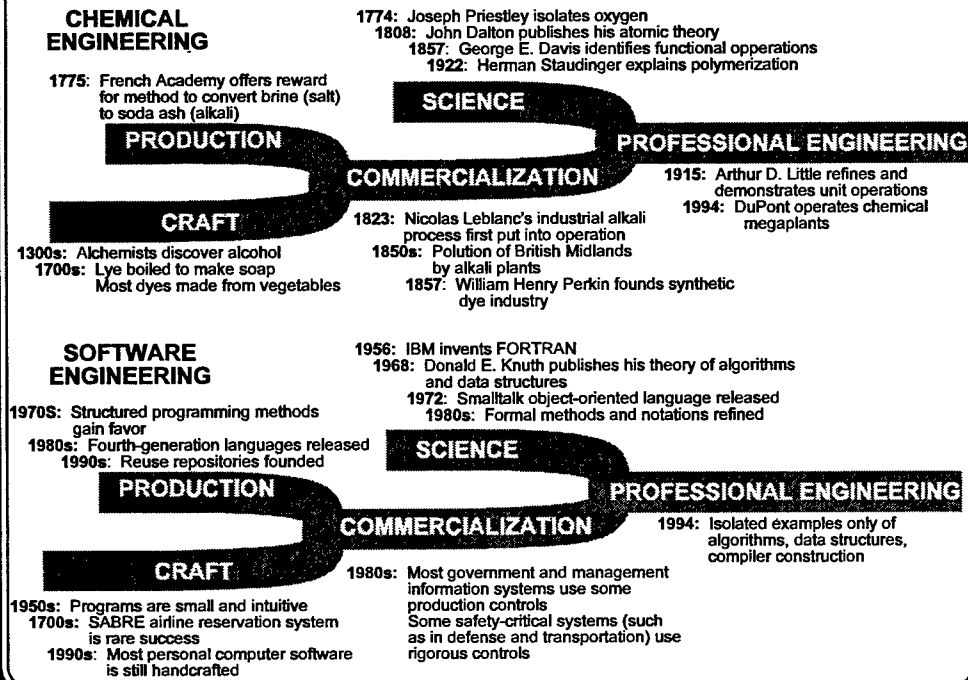 CHEMICAL
ENGINEERING
1774: Joseph Priestley isolates oxygen
1808: John Dalton publishes his atomic theory
1857: George E. Davis identifies functional opperations
1922: Herman Staudinger explains polymerization
1775: French Academy offers reward
for method to convert brine (salt)
to soda ash (alkali)
SCIENCE
PRODUCTION
PROFESSIONAL ENGINEERING
COMMERCIALIZATION
1915: Arthur D. Little refines and
demonstrates unit operations
1994: DuPont operates chemical
megaplants
CRAFT
1823: Nicolas Leblanc's industrial alkali
process first put into operation
1850s: Polution of British Midlands
by alkali plants
1857: William Henry Perkin founds synthetic
dye industry
1300s: Alchemists discover alcohol
1700s: Lye boiled to make soap
Most dyes made from vegetables
SOFTWARE
ENGINEERING
1956: IBM invents FORTRAN
1968: Donald E. Knuth publishes his theory of algorithms
and data structures
1972: Smalltalk object-oriented language released
1980s: Formal methods and notations refined
1970S: Structured programming methods
gain favor
1980s: Fourth-generation languages released
1990s: Reuse repositories founded
SCIENCE
PRODUCTION
PROFESSIONAL ENGINEERING
COMMERCIALIZATION
1994: Isolated examples only of
algorithms, data structures,
compiler construction
CRAFT
1980s: Most government and management
information systems use some
production controls
Some safety-critical systems (such
as in defense and transportation) use
rigorous controls
1950s: Programs are small and intuitive
1700s: SABRE airline reservation system
is rare success
1990s: Most personal computer software
is still handcrafted